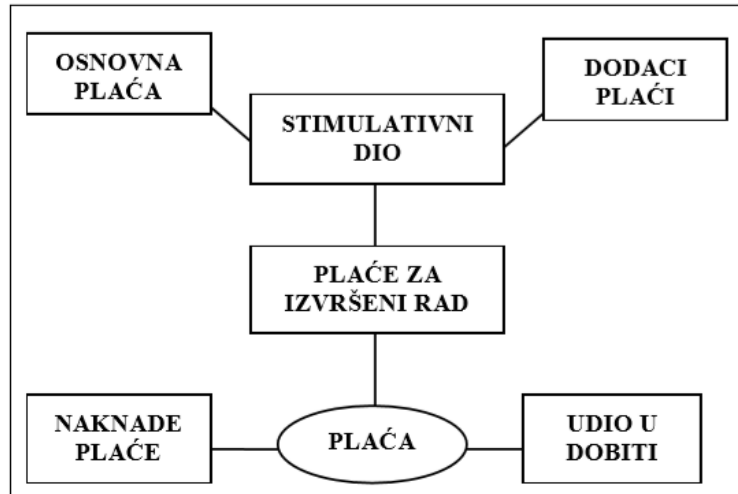 OSNOVNA
PLAĆA
DODACI
PLAĆI
STIMULATIVNI
DIO
PLAĆE ZA
IZVRŠENI RAD
NAKNADE
PLAĆE
PLAĆA
UDIO U
DOBITI